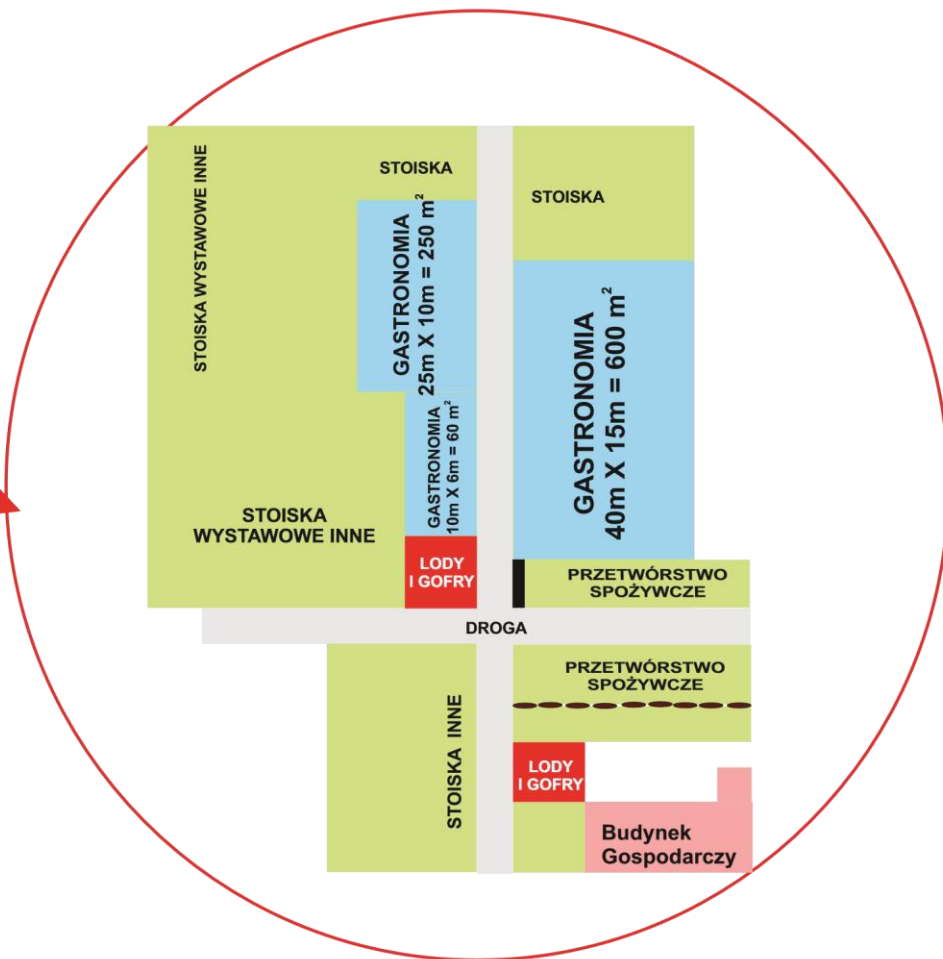 STOISKA WYSTAWOWE INNE
STOISKA
GASTRONOMIA
25m X 10m = 250 m²
STOISKA
GASTRONOMIA
40m X 15m = 600 m²
GASTRONOMIA
10m X 6m = 60 m²
STOISKA
WYSTAWOWE INNE
LODY
I GOFRY
PRZETWÓRSTWO
SPOŻYWCZE
DROGA
STOISKA INNE
PRZETWÓRSTWO
SPOŻYWCZE
LODY
I GOFRY
Budynek
Gospodarczy